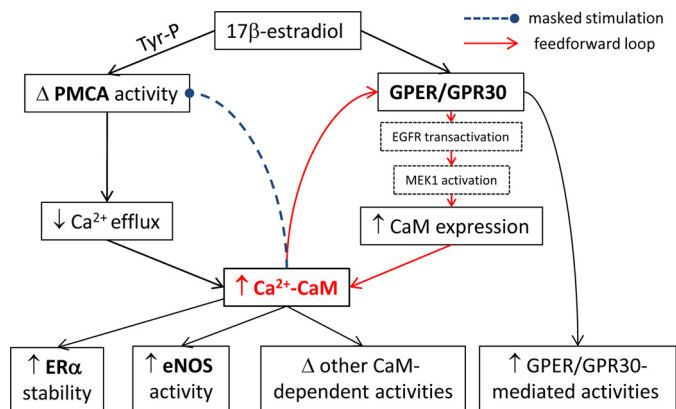 17β-estradiol
masked stimulation
feedforward loop
Tyr-P
Δ PMCA activity
GPER/GPR30
EGFR transactivation
MEK1 activation
↓ Ca²⁺ efflux
↑ CaM expression
↑ Ca²⁺-CaM
↑ ERα
stability
↑ eNOS
activity
Δ other CaM-
dependent activities
↑ GPER/GPR30-
mediated activities